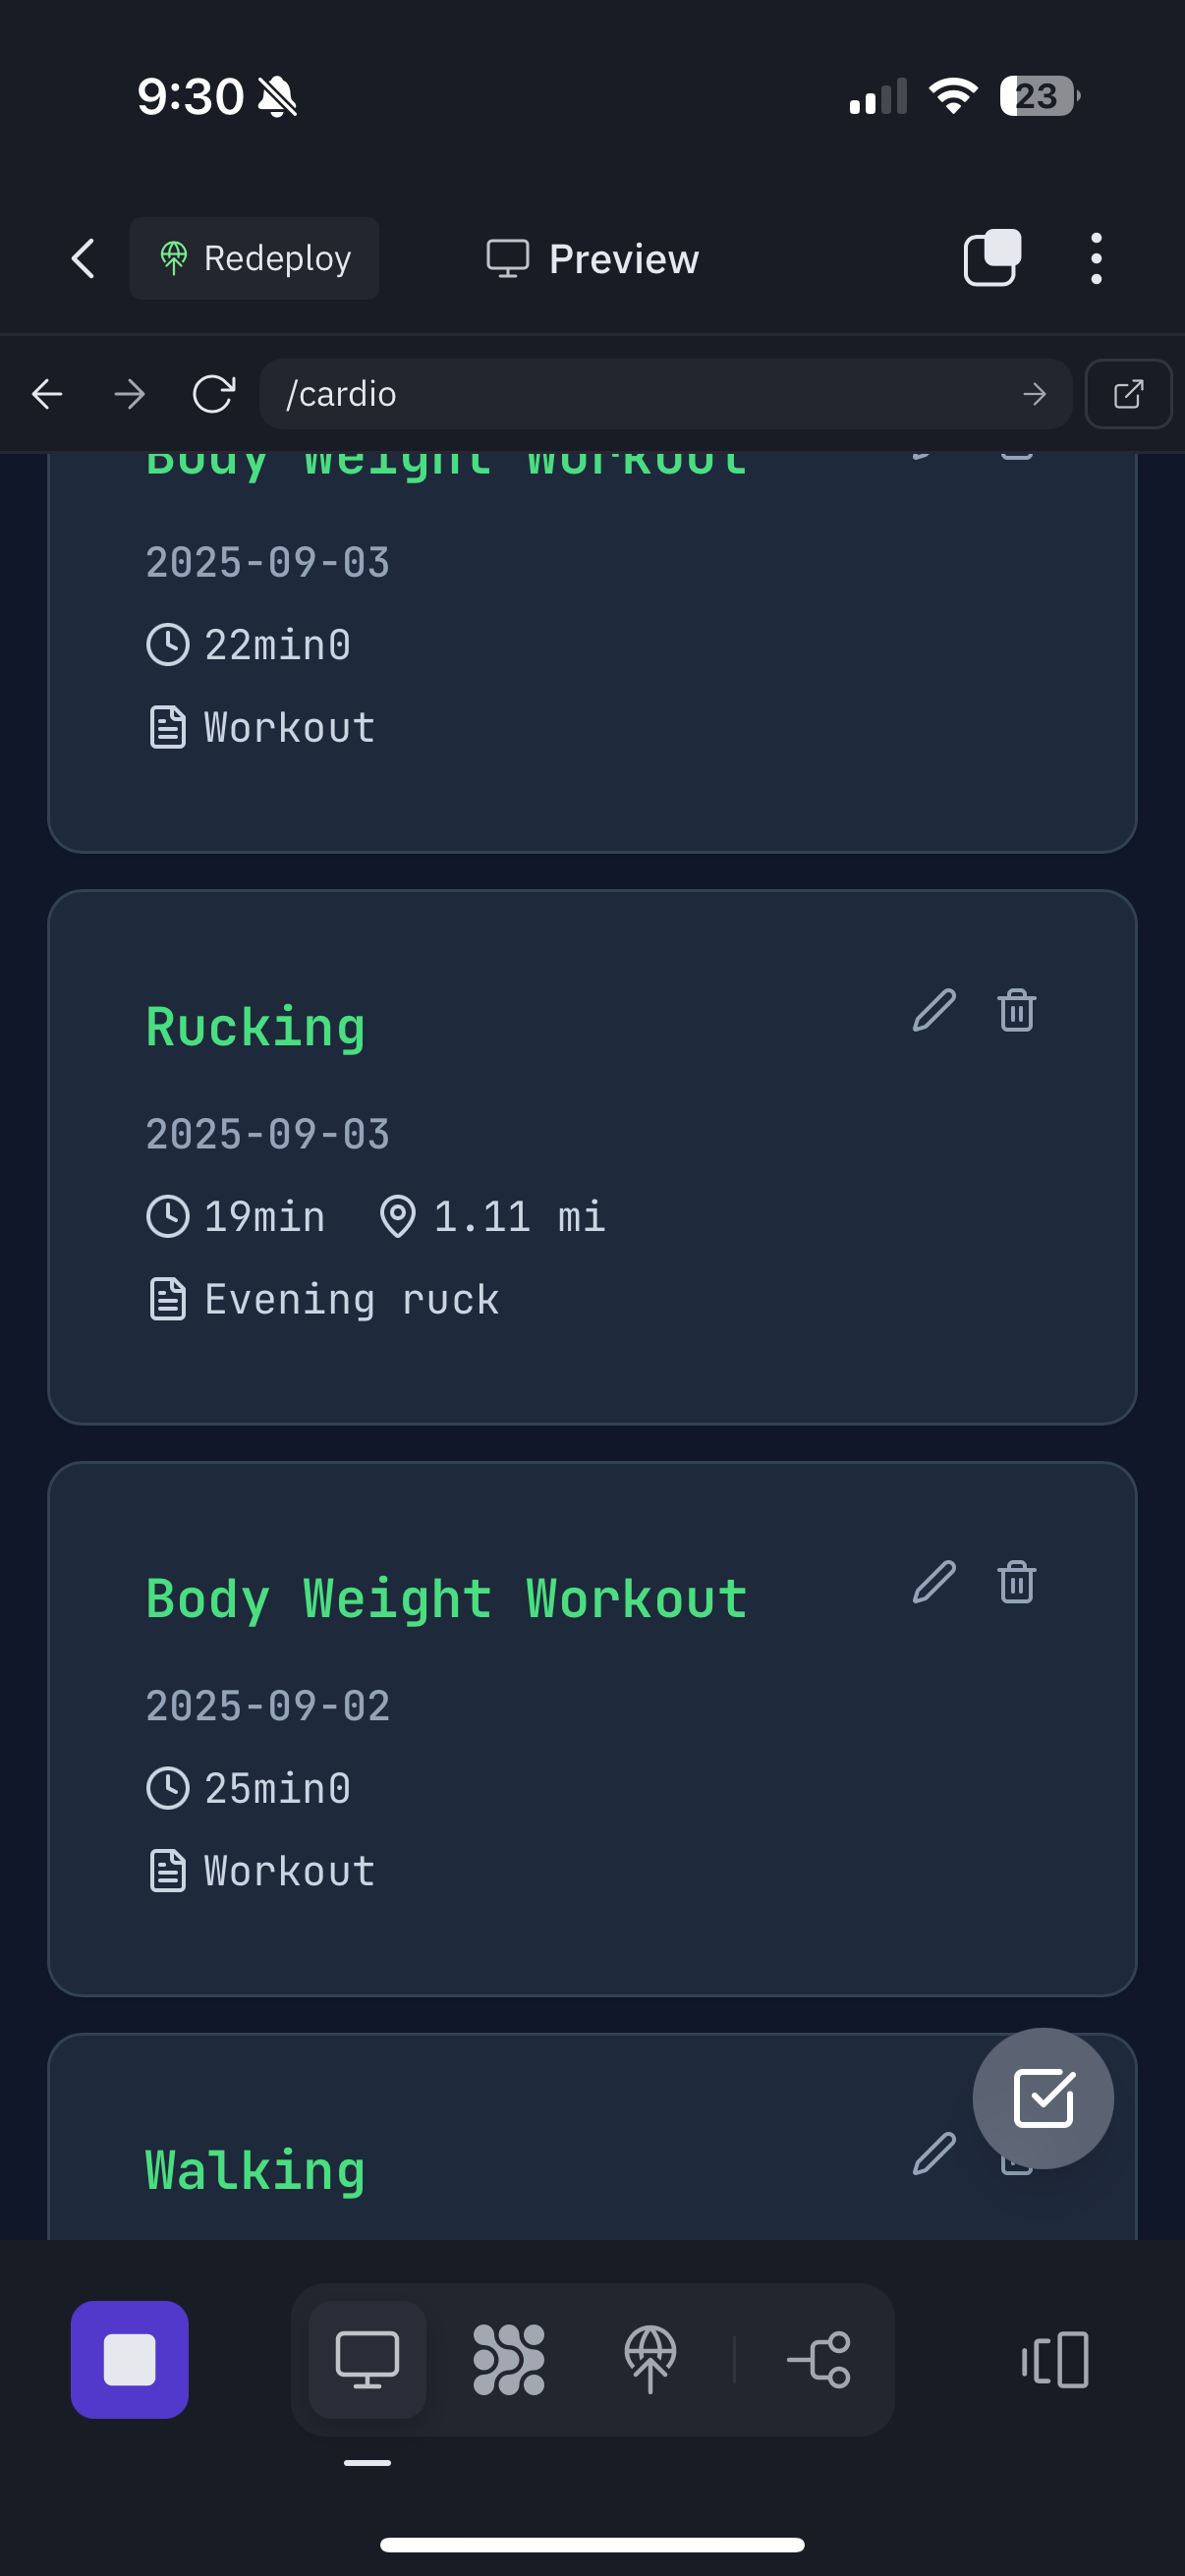 9:30
23
Redeploy
Preview
/cardio
Body Weight Workout
2025-09-03
22min0
Workout
Rucking
2025-09-03
19min 1.11 mi
Evening ruck
Body Weight Workout
2025-09-02
25min0
Workout
Walking